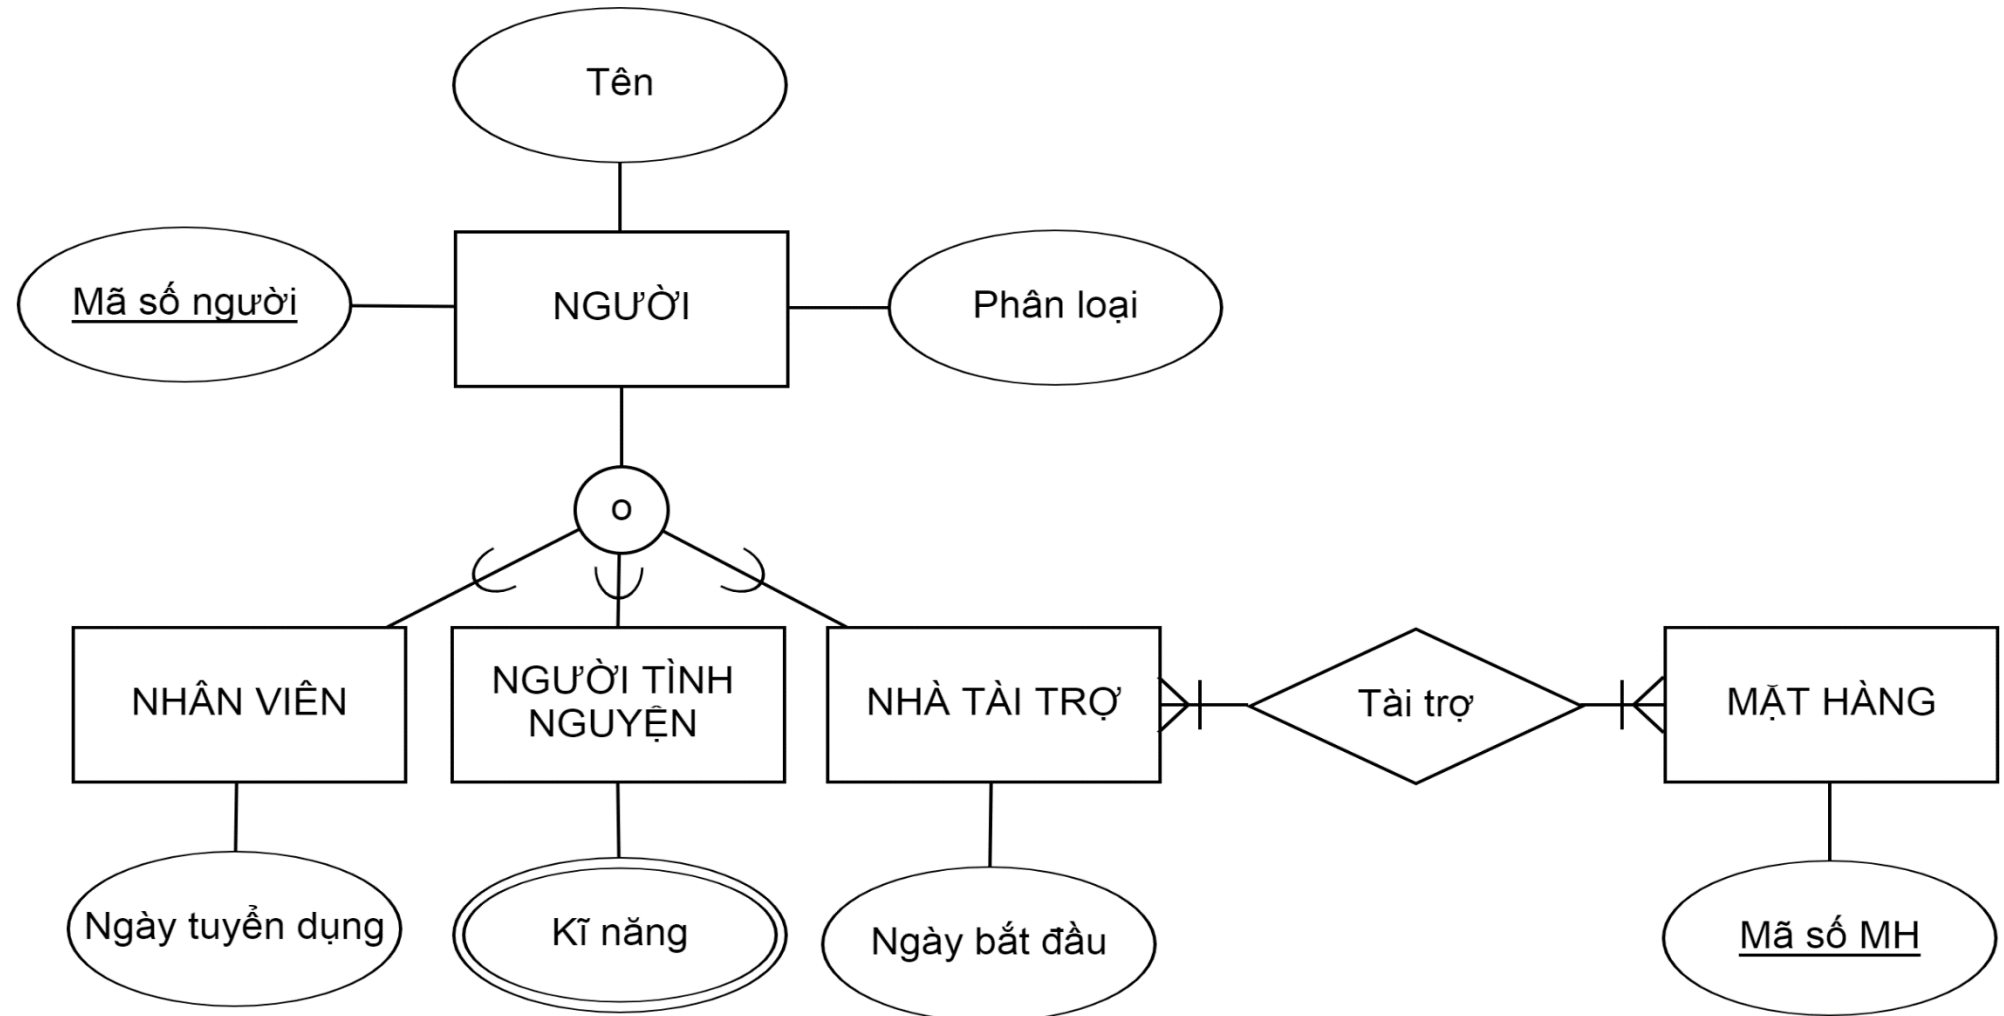 Tên
Mã số người
NGƯỜI
Phân loại
o
NHÂN VIÊN
NGƯỜI TÌNH
NGUYỆN
NHÀ TÀI TRỢ
Tài trợ
MẶT HÀNG
Ngày tuyển dụng
Kĩ năng
Ngày bắt đầu
Mã số MH